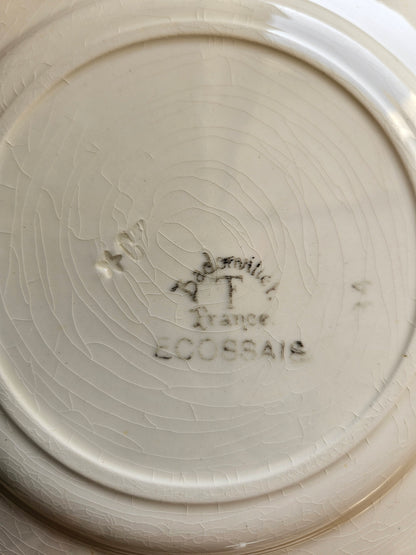 Badonviller
T
France
ECOSSAIS